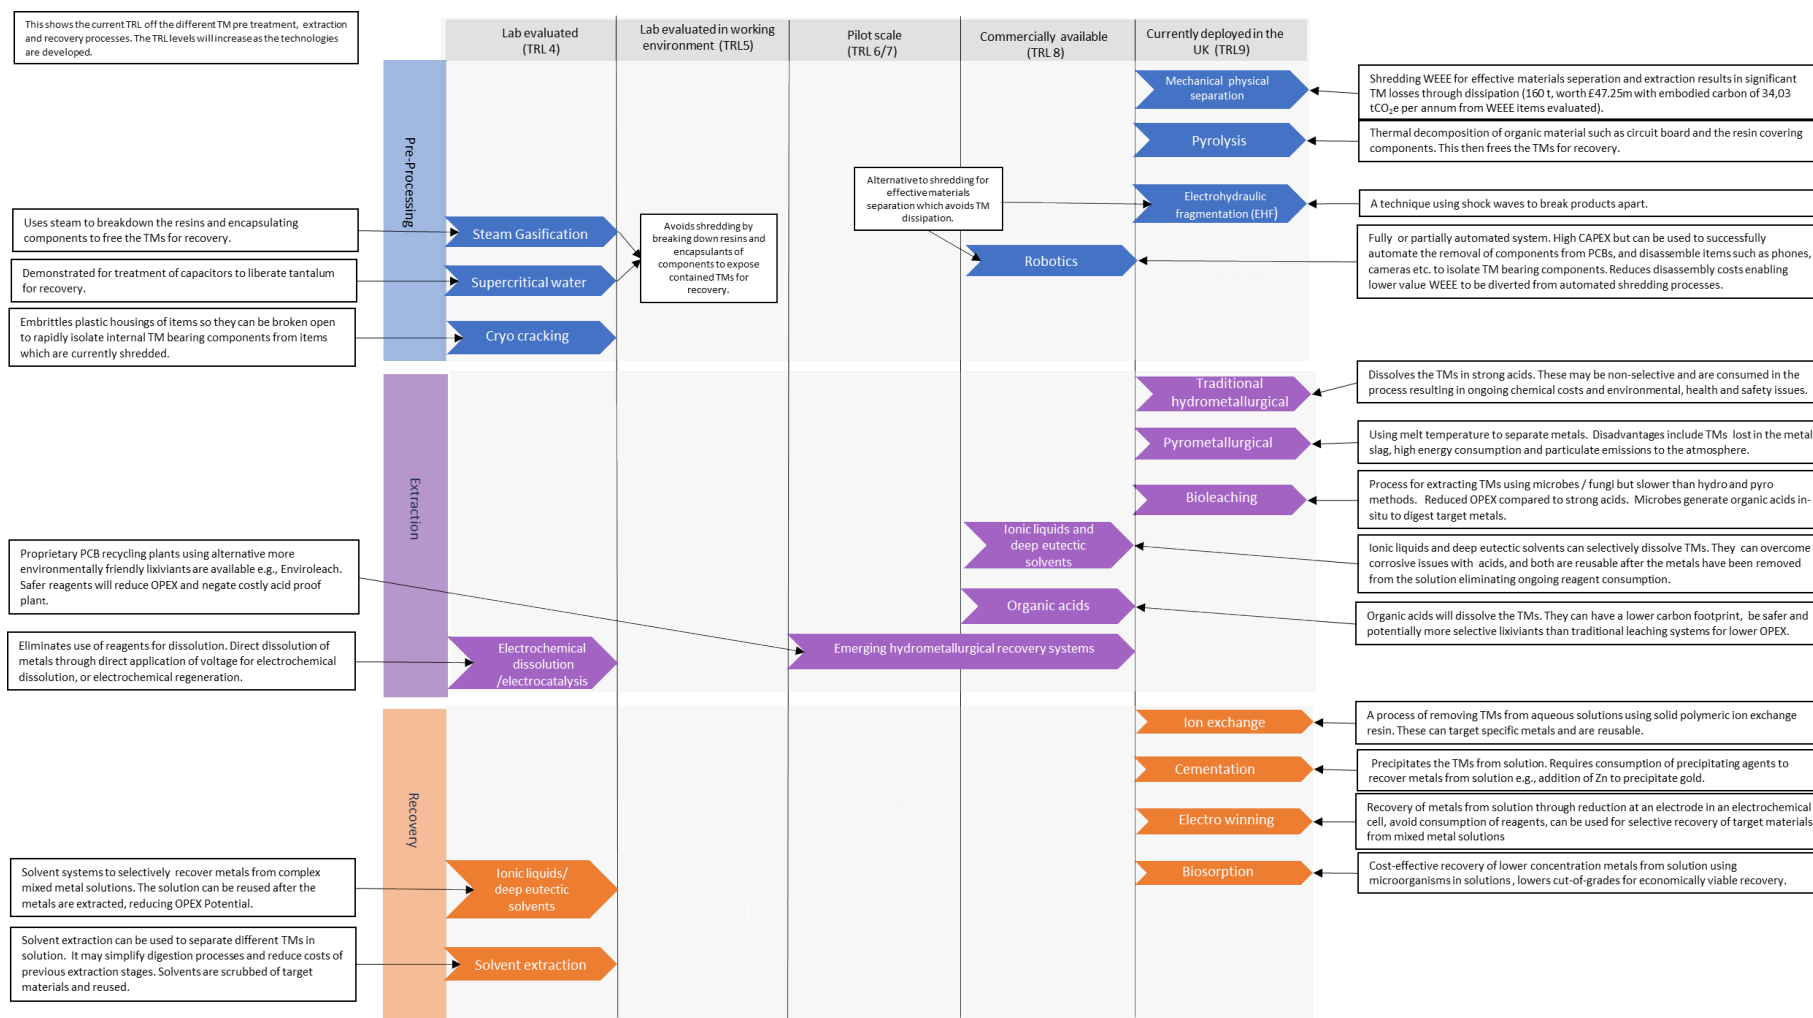 This shows the current TRL off the different TM pre treatment, extraction
and recovery processes. The TRL levels will increase as the technologies
are developed.
Lab evaluated
(TRL 4)
Lab evaluated in working
environment (TRL5)
Pilot scale
(TRL 6/7)
Commercially available
(TRL 8)
Currently deployed in the
UK (TRL9)
Pre-Processing
Mechanical physical
separation
Shredding WEEE for effective materials seperation and extraction results in significant
TM losses through dissipation (160 t, worth £47.25m with embodied carbon of 34,03
tCO₂e per annum from WEEE items evaluated).
Pyrolysis
Thermal decomposition of organic material such as circuit board and the resin covering
components. This then frees the TMs for recovery.
Alternative to shredding for
effective materials
separation which avoids TM
dissipation.
Electrohydraulic
fragmentation (EHF)
A technique using shock waves to break products apart.
Uses steam to breakdown the resins and encapsulating
components to free the TMs for recovery.
Steam Gasification
Avoids shredding by
breaking down resins and
encapsulants of
components to expose
contained TMs for
recovery.
Robotics
Fully or partially automated system. High CAPEX but can be used to successfully
automate the removal of components from PCBs, and disassemble items such as phones,
cameras etc. to isolate TM bearing components. Reduces disassembly costs enabling
lower value WEEE to be diverted from automated shredding processes.
Demonstrated for treatment of capacitors to liberate tantalum
for recovery.
Supercritical water
Embrittles plastic housings of items so they can be broken open
to rapidly isolate internal TM bearing components from items
which are currently shredded.
Cryo cracking
Extraction
Traditional
hydrometallurgical
Dissolves the TMs in strong acids. These may be non-selective and are consumed in the
process resulting in ongoing chemical costs and environmental, health and safety issues.
Pyrometallurgical
Using melt temperature to separate metals. Disadvantages include TMs lost in the metal
slag, high energy consumption and particulate emissions to the atmosphere.
Bioleaching
Process for extracting TMs using microbes / fungi but slower than hydro and pyro
methods. Reduced OPEX compared to strong acids. Microbes generate organic acids in-
situ to digest target metals.
Ionic liquids and
deep eutectic
solvents
Ionic liquids and deep eutectic solvents can selectively dissolve TMs. They can overcome
corrosive issues with acids, and both are reusable after the metals have been removed
from the solution eliminating ongoing reagent consumption.
Proprietary PCB recycling plants using alternative more
environmentally friendly lixiviants are available e.g., Enviroleach.
Safer reagents will reduce OPEX and negate costly acid proof
plant.
Organic acids
Organic acids will dissolve the TMs. They can have a lower carbon footprint, be safer and
potentially more selective lixiviants than traditional leaching systems for lower OPEX.
Eliminates use of reagents for dissolution. Direct dissolution of
metals through direct application of voltage for electrochemical
dissolution, or electrochemical regeneration.
Electrochemical
dissolution
/electrocatalysis
Emerging hydrometallurgical recovery systems
Recovery
Ion exchange
A process of removing TMs from aqueous solutions using solid polymeric ion exchange
resin. These can target specific metals and are reusable.
Cementation
Precipitates the TMs from solution. Requires consumption of precipitating agents to
recover metals from solution e.g., addition of Zn to precipitate gold.
Electro winning
Recovery of metals from solution through reduction at an electrode in an electrochemical
cell, avoid consumption of reagents, can be used for selective recovery of target materials
from mixed metal solutions
Solvent systems to selectively recover metals from complex
mixed metal solutions. The solution can be reused after the
metals are extracted, reducing OPEX Potential.
Ionic liquids/
deep eutectic
solvents
Biosorption
Cost-effective recovery of lower concentration metals from solution using
microorganisms in solutions , lowers cut-of-grades for economically viable recovery.
Solvent extraction can be used to separate different TMs in
solution. It may simplify digestion processes and reduce costs of
previous extraction stages. Solvents are scrubbed of target
materials and reused.
Solvent extraction